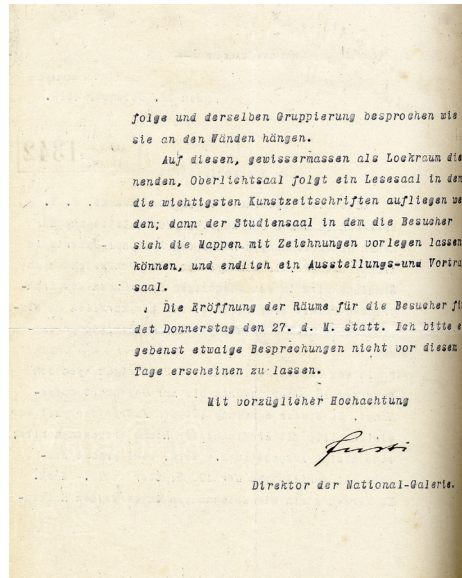 folge und derselben Gruppierung besprochen wie
sie an den Wänden hängen.
Auf diesen, gewissermassen als Lockraum die
nenden, Oberlichtsaal folgt ein Lesesaal in dem
die wichtigsten Kunstzeitschriften aufliegen we
den; dann der Studiensaal in dem die Besucher
sich die Mappen mit Zeichnungen vorlegen lassen
können, und endlich ein Ausstellungs-und Vortra
saal.
Die Eröffnung der Räume für die Besucher fi
det Donnerstag den 27. d. M. statt. Ich bitte e
gebenst etwaige Besprechungen nicht vor diesem
Tage erscheinen zu lassen.
Mit vorzüglicher Hochachtung
Justi
Direktor der National-Galerie.